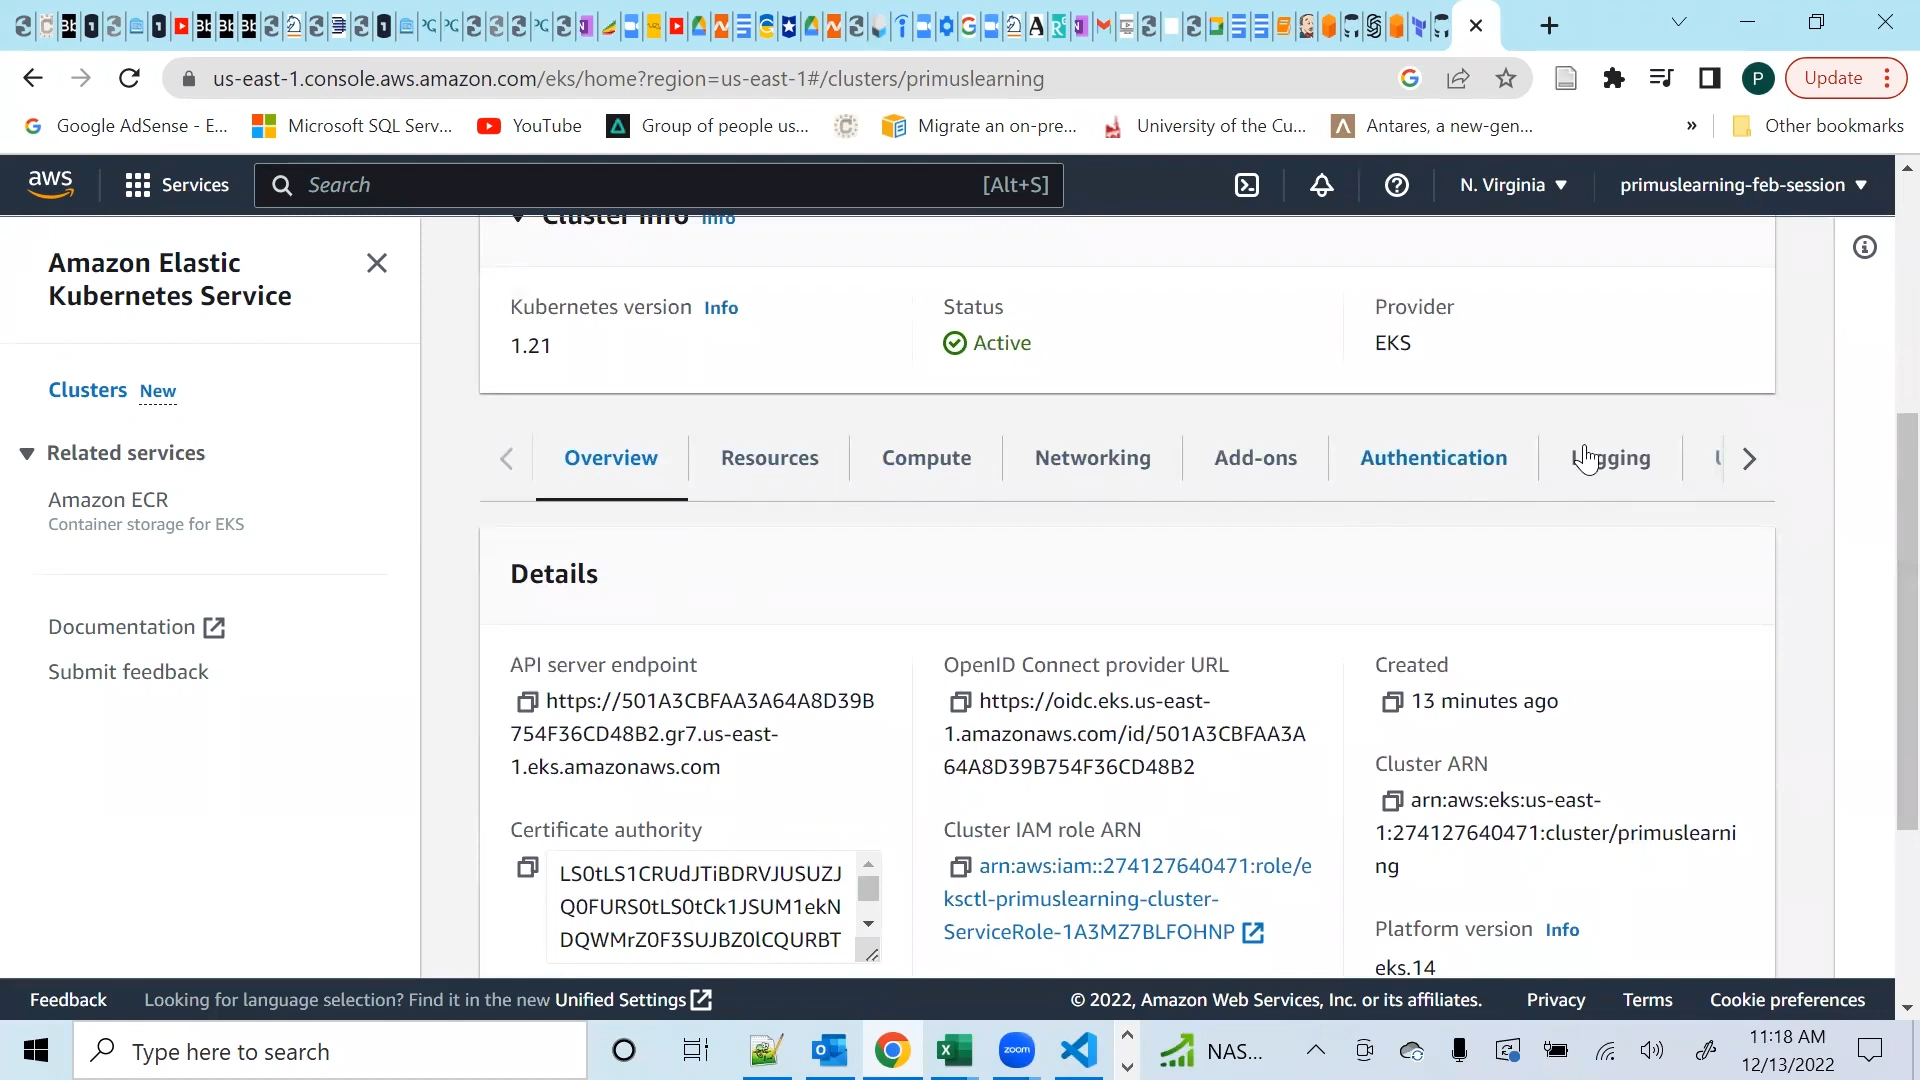 us-east-1.console.aws.amazon.com/eks/home?region=us-east-1#/clusters/primuslearning
P
Update
Google AdSense - E...
Microsoft SQL Serv...
YouTube
Group of people us...
Migrate an on-pre...
University of the Cu...
Antares, a new-gen...
»
Other bookmarks
aws
Services
Search
[Alt+S]
N. Virginia
primuslearning-feb-session
Cluster info Info
Amazon Elastic
Kubernetes Service
Clusters New
Related services
Amazon ECR
Container storage for EKS
Documentation
Submit feedback
Kubernetes version Info
1.21
Status
Active
Provider
EKS
Overview
Resources
Compute
Networking
Add-ons
Authentication
Details
API server endpoint
https://501A3CBFAA3A64A8D39B
754F36CD48B2.gr7.us-east-
1.eks.amazonaws.com
Certificate authority
LS0tLS1CRUdJTiBDRVJUSUZJ
Q0FURS0tLS0tCk1JSUM1ekN
DQWMrZ0F3SUJBZ0lCQURBT
OpenID Connect provider URL
https://oidc.eks.us-east-
1.amazonaws.com/id/501A3CBFAA3A
64A8D39B754F36CD48B2
Cluster IAM role ARN
arn:aws:iam::274127640471:role/e
ksctl-primuslearning-cluster-
ServiceRole-1A3MZ7BLFOHNP
Created
13 minutes ago
Cluster ARN
arn:aws:eks:us-east-
1:274127640471:cluster/primuslearni
ng
Platform version Info
eks.14
Feedback
Looking for language selection? Find it in the new Unified Settings
© 2022, Amazon Web Services, Inc. or its affiliates.
Privacy
Terms
Cookie preferences
Type here to search
zoom
NAS...
11:18 AM
12/13/2022